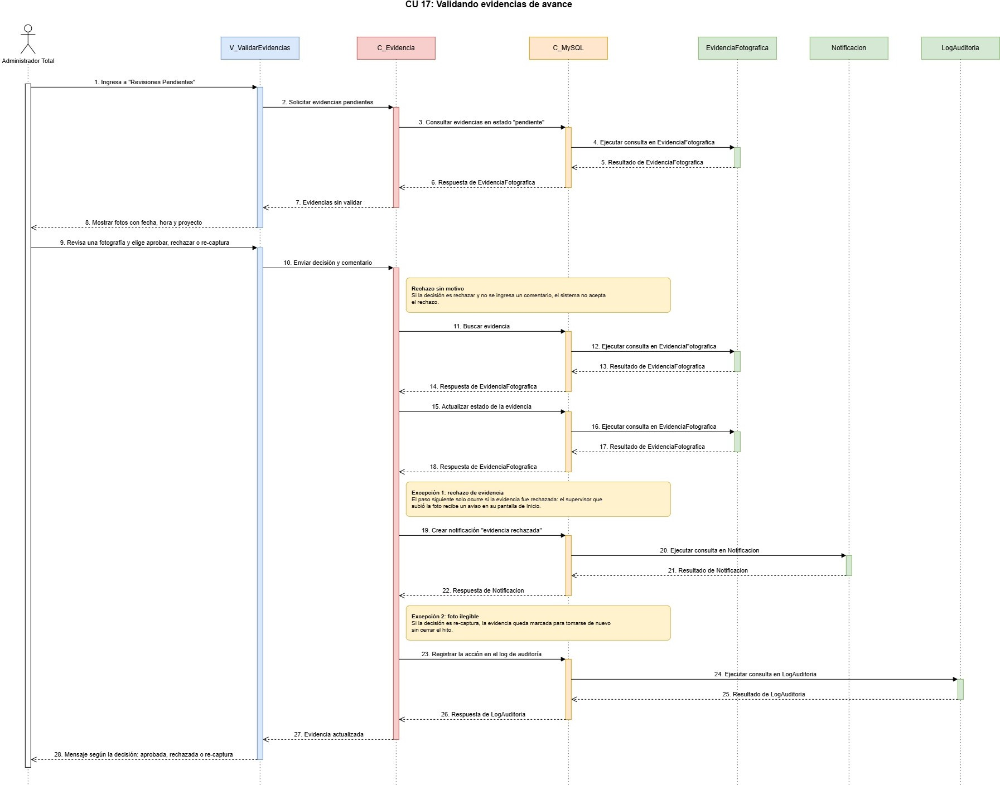 CU 17: Validando evidencias de avance
Administrador Total
V_ValidarEvidencias
C_Evidencia
C_MySQL
EvidenciaFotografica
Notificacion
LogAuditoria
1. Ingresa a "Revisiones Pendientes"
2. Solicitar evidencias pendientes
3. Consultar evidencias en estado "pendiente"
4. Ejecutar consulta en EvidenciaFotografica
5. Resultado de EvidenciaFotografica
6. Respuesta de EvidenciaFotografica
7. Evidencias sin validar
8. Mostrar fotos con fecha, hora y proyecto
9. Revisa una fotografía y elige aprobar, rechazar o re-captura
10. Enviar decisión y comentario
Rechazo sin motivo
Si la decisión es rechazar y no se ingresa un comentario, el sistema no acepta
el rechazo.
11. Buscar evidencia
12. Ejecutar consulta en EvidenciaFotografica
13. Resultado de EvidenciaFotografica
14. Respuesta de EvidenciaFotografica
15. Actualizar estado de la evidencia
16. Ejecutar consulta en EvidenciaFotografica
17. Resultado de EvidenciaFotografica
18. Respuesta de EvidenciaFotografica
Excepción 1: rechazo de evidencia
El paso siguiente solo ocurre si la evidencia fue rechazada: el supervisor que
subió la foto recibe un aviso en su pantalla de Inicio.
19. Crear notificación "evidencia rechazada"
20. Ejecutar consulta en Notificacion
21. Resultado de Notificacion
22. Respuesta de Notificacion
Excepción 2: foto ilegible
Si la decisión es re-captura, la evidencia queda marcada para tomarse de nuevo
sin cerrar el hito.
23. Registrar la acción en el log de auditoría
24. Ejecutar consulta en LogAuditoria
25. Resultado de LogAuditoria
26. Respuesta de LogAuditoria
27. Evidencia actualizada
28. Mensaje según la decisión: aprobada, rechazada o re-captura